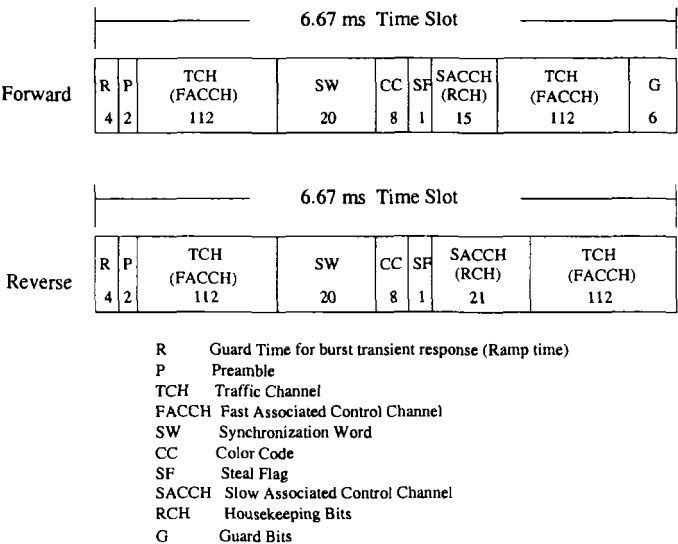 6.67 ms Time Slot
Forward
R
4
P
2
TCH
(FACCH)
112
SW
20
CC
8
SF
1
SACCH
(RCH)
15
TCH
(FACCH)
112
G
6
6.67 ms Time Slot
Reverse
R
4
P
2
TCH
(FACCH)
112
SW
20
CC
8
SF
1
SACCH
(RCH)
21
TCH
(FACCH)
112
R Guard Time for burst transient response (Ramp time)
P Preamble
TCH Traffic Channel
FACCH Fast Associated Control Channel
SW Synchronization Word
CC Color Code
SF Steal Flag
SACCH Slow Associated Control Channel
RCH Housekeeping Bits
G Guard Bits